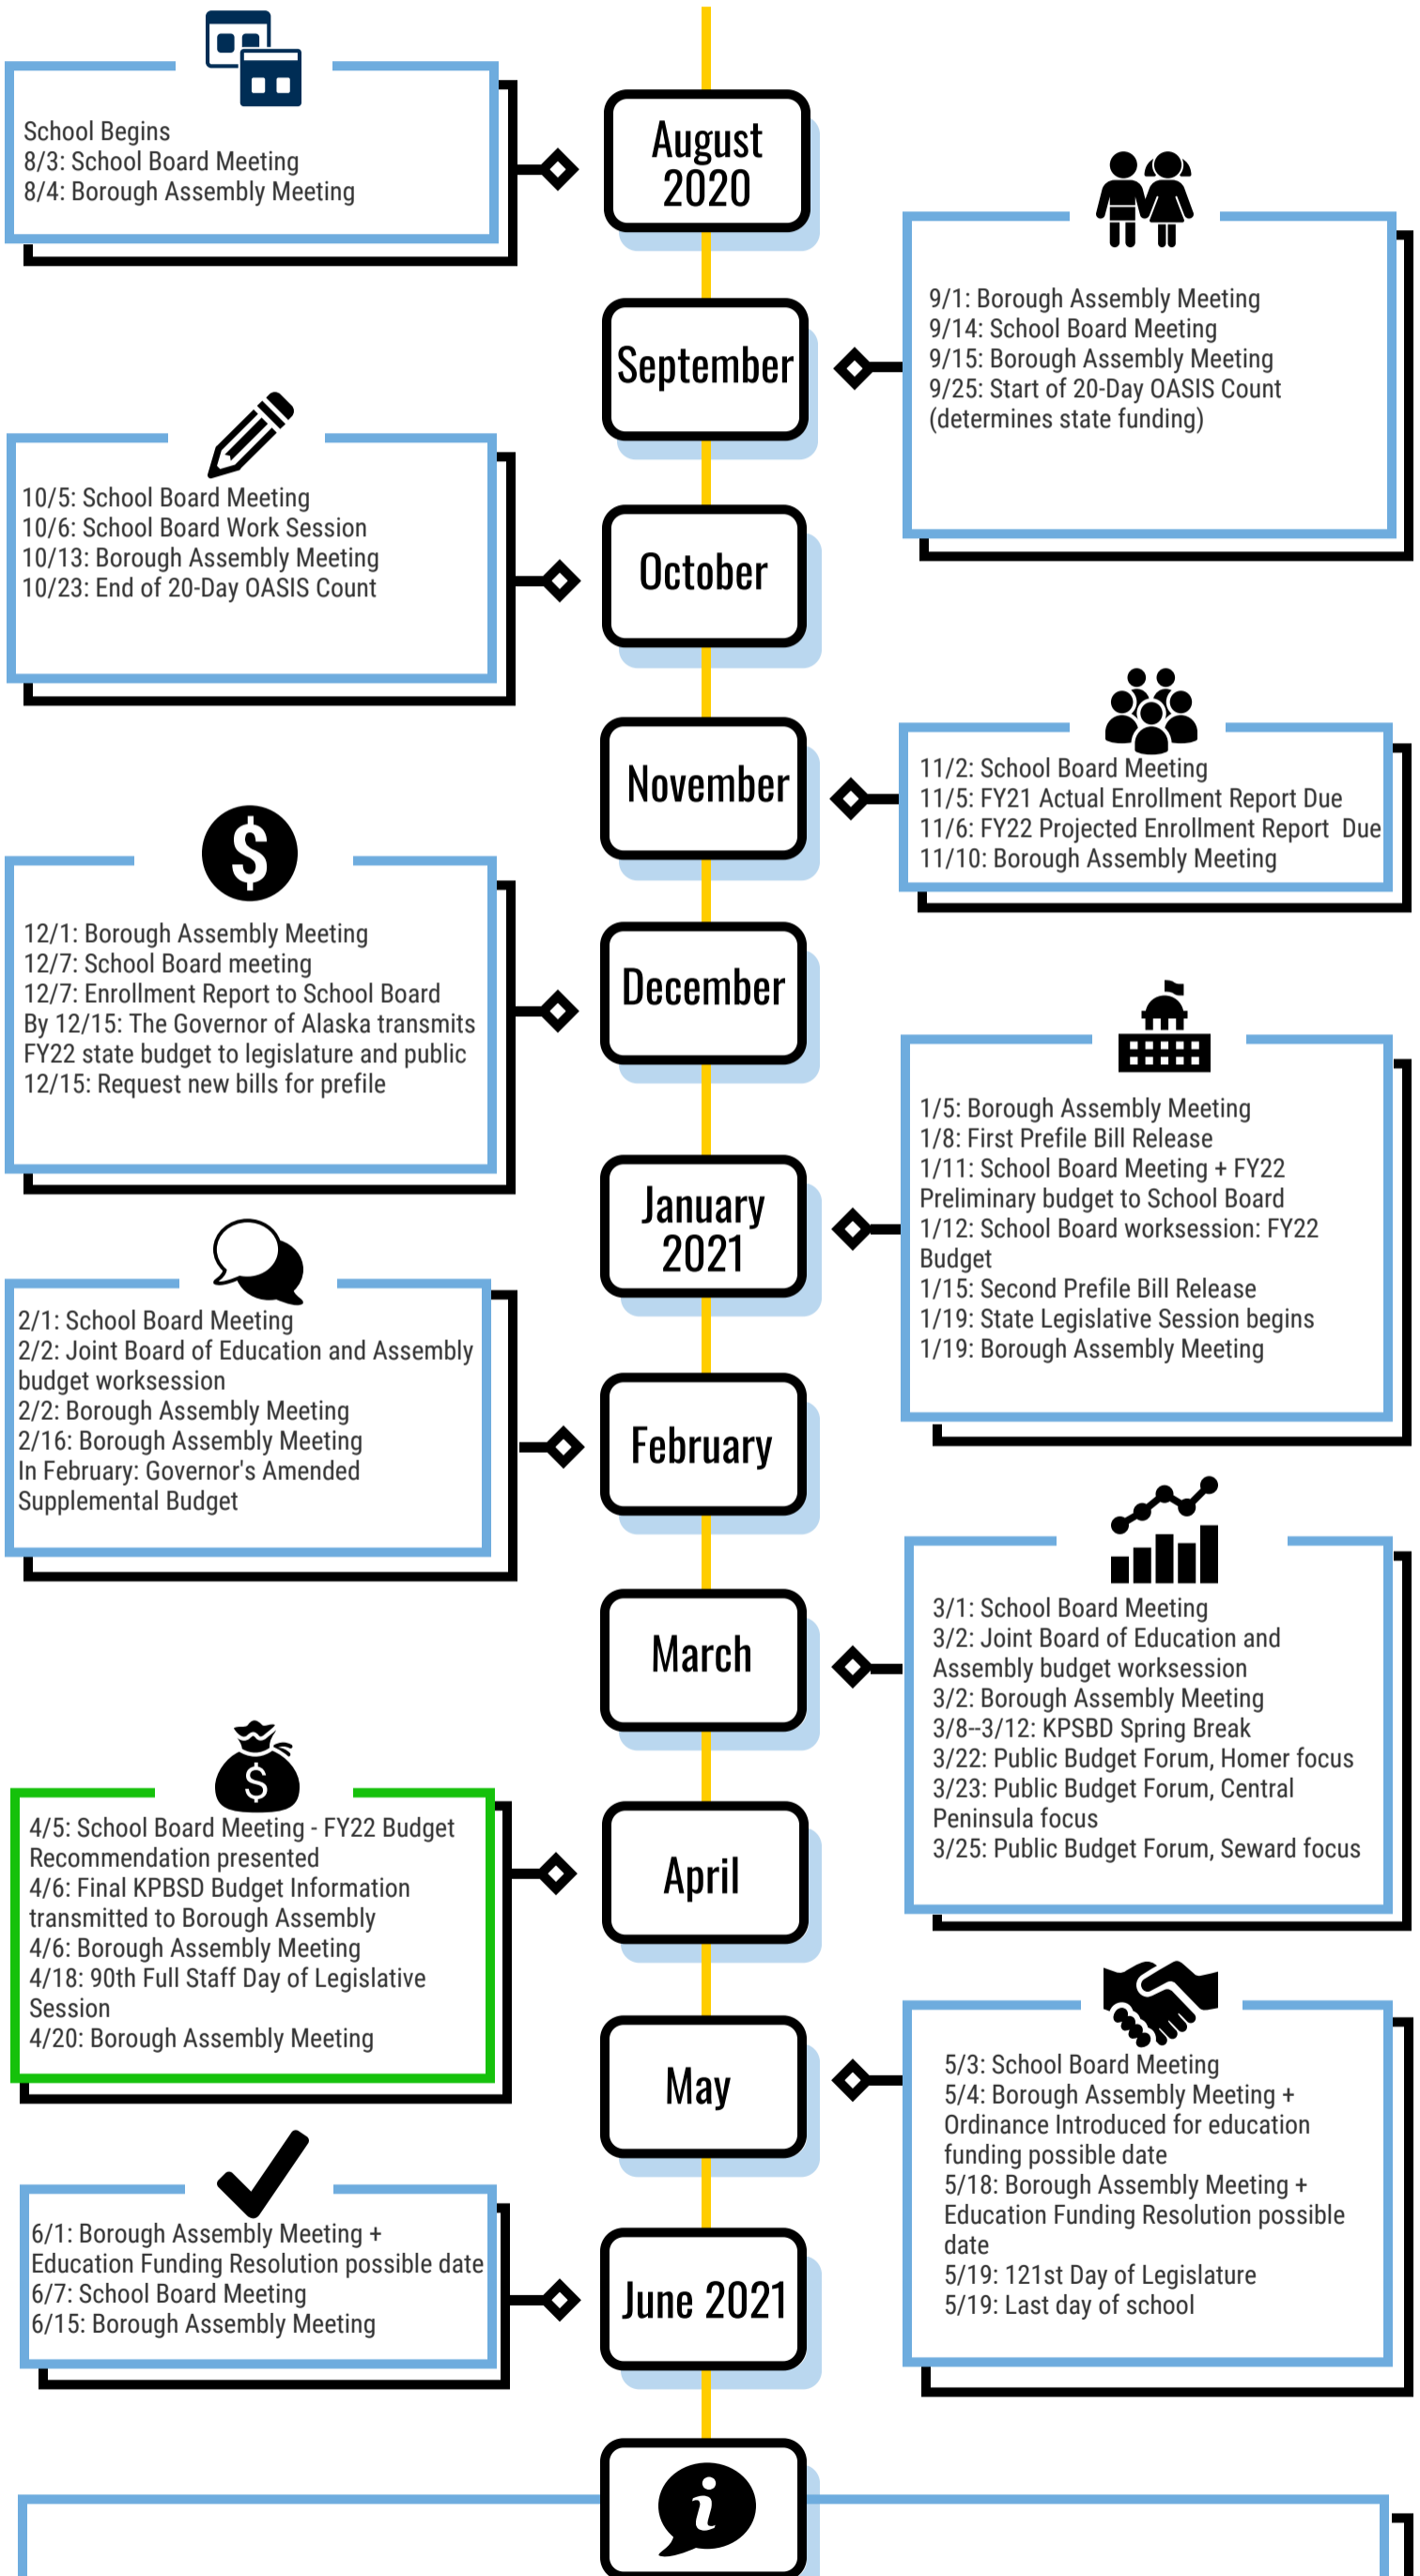 August
2020
School Begins
8/3: School Board Meeting
8/4: Borough Assembly Meeting
September
9/1: Borough Assembly Meeting
9/14: School Board Meeting
9/15: Borough Assembly Meeting
9/25: Start of 20-Day OASIS Count
(determines state funding)
October
10/5: School Board Meeting
10/6: School Board Work Session
10/13: Borough Assembly Meeting
10/23: End of 20-Day OASIS Count
November
11/2: School Board Meeting
11/5: FY21 Actual Enrollment Report Due
11/6: FY22 Projected Enrollment Report  Due
11/10: Borough Assembly Meeting
December
$
12/1: Borough Assembly Meeting
12/7: School Board meeting
12/7: Enrollment Report to School Board
By 12/15: The Governor of Alaska transmits
FY22 state budget to legislature and public
12/15: Request new bills for prefile
January
2021
1/5: Borough Assembly Meeting
1/8: First Prefile Bill Release
1/11: School Board Meeting + FY22
Preliminary budget to School Board
1/12: School Board worksession: FY22
Budget
1/15: Second Prefile Bill Release
1/19: State Legislative Session begins
1/19: Borough Assembly Meeting
February
2/1: School Board Meeting
2/2: Joint Board of Education and Assembly
budget worksession
2/2: Borough Assembly Meeting
2/16: Borough Assembly Meeting
In February: Governor's Amended
Supplemental Budget
March
3/1: School Board Meeting
3/2: Joint Board of Education and
Assembly budget worksession
3/2: Borough Assembly Meeting
3/8--3/12: KPSBD Spring Break
3/22: Public Budget Forum, Homer focus
3/23: Public Budget Forum, Central
Peninsula focus
3/25: Public Budget Forum, Seward focus
April
$
4/5: School Board Meeting - FY22 Budget
Recommendation presented
4/6: Final KPBSD Budget Information
transmitted to Borough Assembly
4/6: Borough Assembly Meeting
4/18: 90th Full Staff Day of Legislative
Session
4/20: Borough Assembly Meeting
May
5/3: School Board Meeting
5/4: Borough Assembly Meeting +
Ordinance Introduced for education
funding possible date
5/18: Borough Assembly Meeting +
Education Funding Resolution possible
date
5/19: 121st Day of Legislature
5/19: Last day of school
June 2021
6/1: Borough Assembly Meeting +
Education Funding Resolution possible date
6/7: School Board Meeting
6/15: Borough Assembly Meeting
i